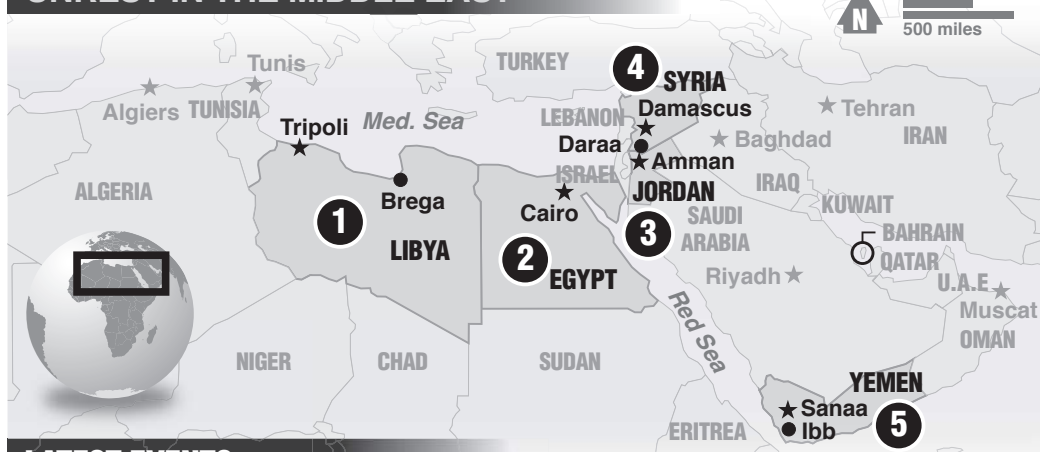 UNREST IN THE MIDDLE EAST
N
500 miles
TURKEY
4
SYRIA
Tunis
Algiers
TUNISIA
Tripoli
Med. Sea
LEBANON
Damascus
Tehran
Daraa
Baghdad
IRAN
ISRAEL
Amman
ALGERIA
Brega
Cairo
JORDAN
IRAQ
KUWAIT
1
LIBYA
2
EGYPT
3
SAUDI
ARABIA
BAHRAIN
QATAR
Riyadh
U.A.E
Muscat
OMAN
Red Sea
NIGER
CHAD
SUDAN
YEMEN
Sanaa
Ibb
5
ERITREA
LATEST EVENTS